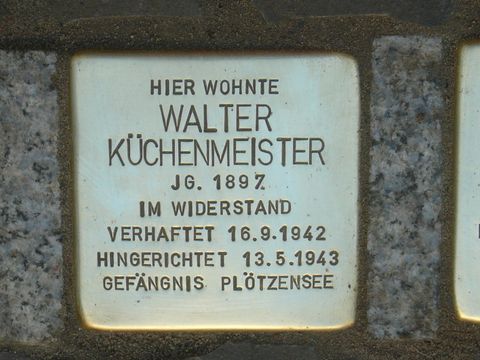 HIER WOHNTE
WALTER
KÜCHENMEISTER
JG. 1897
IM WIDERSTAND
VERHAFTET 16.9.1942
HINGERICHTET 13.5.1943
GEFÄNGNIS PLÖTZENSEE